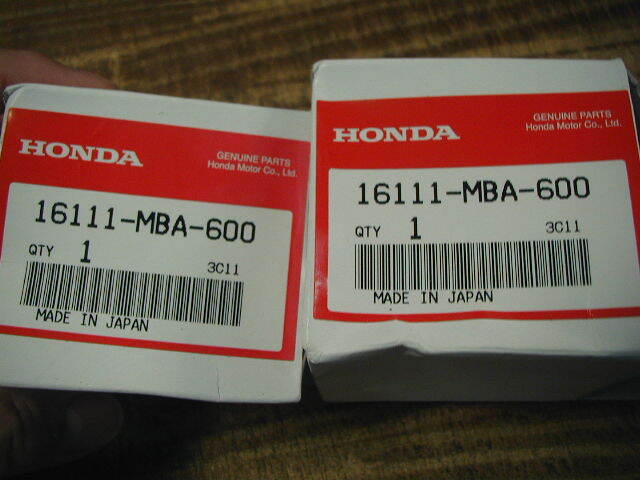 HONDA
GENUINE PARTS
Honda Motor Co., Ltd.
16111-MBA-600
QTY 1
3C11
MADE IN JAPAN
HONDA
GENUINE PARTS
Honda Motor Co., Ltd.
16111-MBA-600
QTY 1
3C11
MADE IN JAPAN